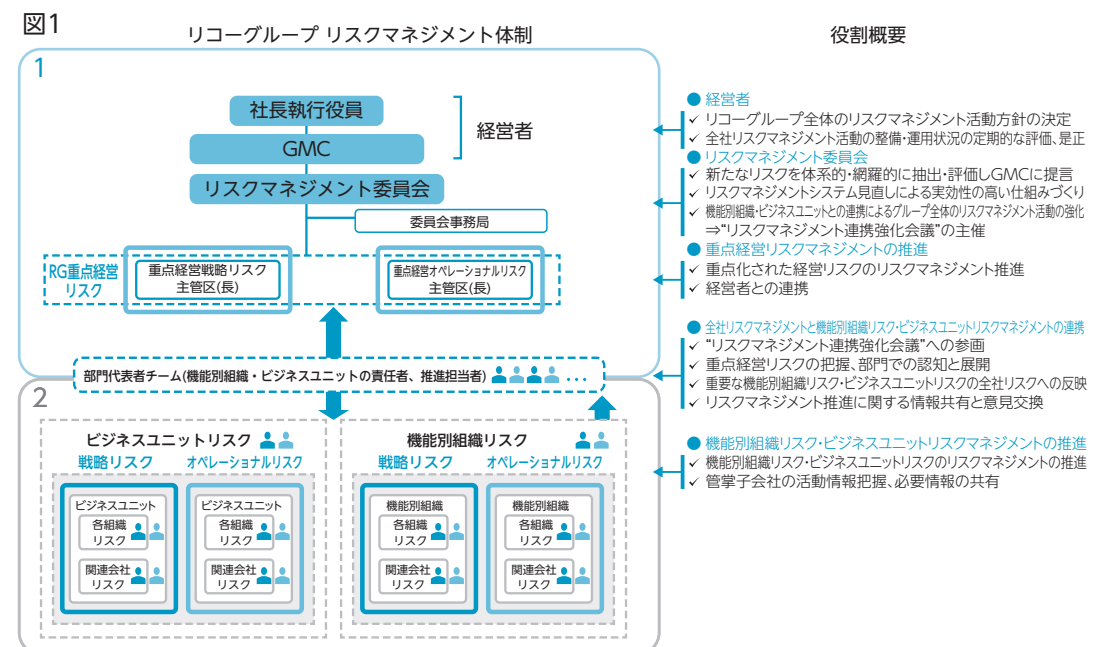 図1
リコーグループ リスクマネジメント体制
役割概要
1
社長執行役員
GMC
経営者
リスクマネジメント委員会
委員会事務局
RG重点経営
リスク
重点経営戦略リスク
主管区(長)
重点経営オペレーショナルリスク
主管区(長)
部門代表者チーム(機能別組織・ビジネスユニットの責任者、推進担当者) ...
2
ビジネスユニットリスク
戦略リスク オペレーショナルリスク
ビジネスユニット
各組織
リスク
関連会社
リスク
ビジネスユニット
各組織
リスク
関連会社
リスク
機能別組織リスク
戦略リスク オペレーショナルリスク
機能別組織
各組織
リスク
関連会社
リスク
機能別組織
各組織
リスク
関連会社
リスク
● 経営者
✓ リコーグループ全体のリスクマネジメント活動方針の決定
✓ 全社リスクマネジメント活動の整備・運用状況の定期的な評価、是正
● リスクマネジメント委員会
✓ 新たなリスクを体系的・網羅的に抽出・評価しGMCに提言
✓ リスクマネジメントシステム見直しによる実効性の高い仕組みづくり
✓ 機能別組織・ビジネスユニットとの連携によるグループ全体のリスクマネジメント活動の強化
⇒“リスクマネジメント連携強化会議”の主催
● 重点経営リスクマネジメントの推進
✓ 重点化された経営リスクのリスクマネジメント推進
✓ 経営者との連携
● 全社リスクマネジメントと機能別組織リスク・ビジネスユニットリスクマネジメントの連携
✓ “リスクマネジメント連携強化会議”への参画
✓ 重点経営リスクの把握、部門での認知と展開
✓ 重要な機能別組織リスク・ビジネスユニットリスクの全社リスクへの反映
✓ リスクマネジメント推進に関する情報共有と意見交換
● 機能別組織リスク・ビジネスユニットリスクマネジメントの推進
✓ 機能別組織リスク・ビジネスユニットリスクのリスクマネジメントの推進
✓ 管掌子会社の活動情報把握、必要情報の共有